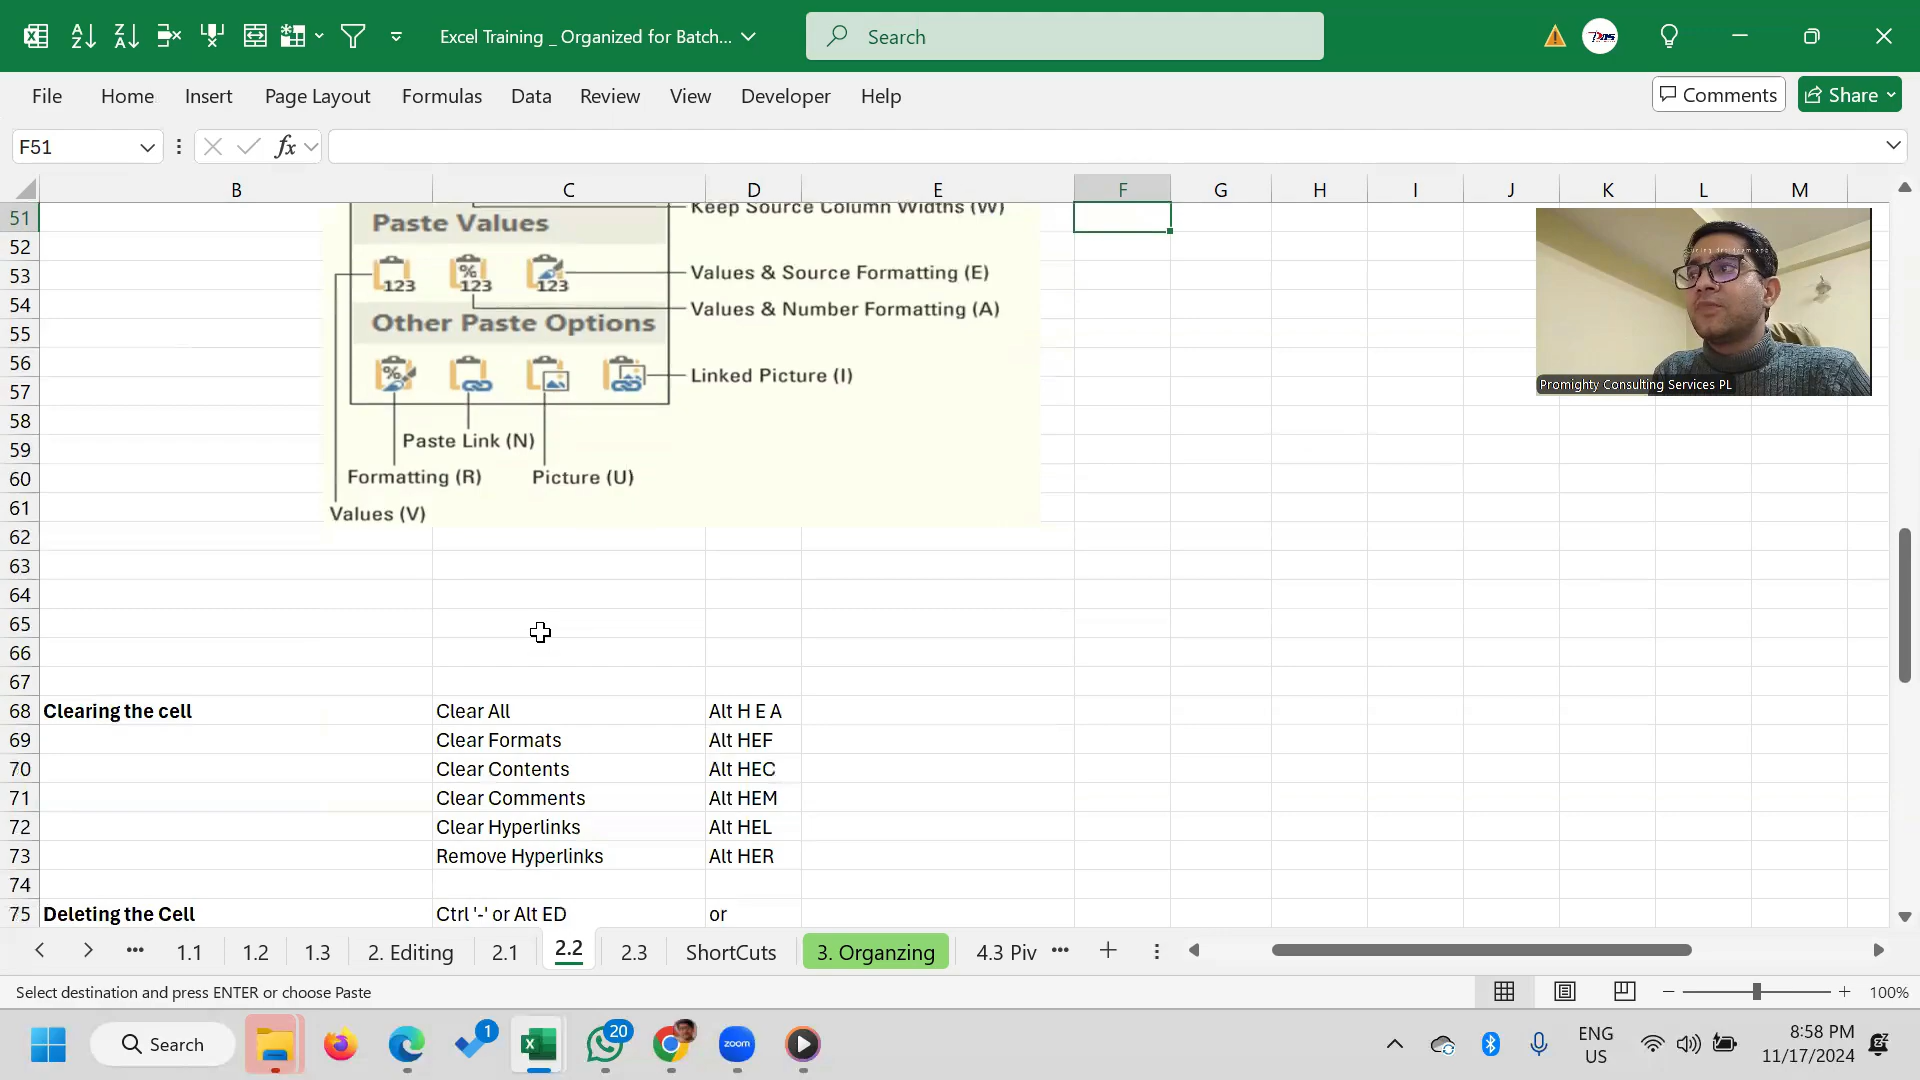 Excel Training _ Organized for Batch...
Search
File Home Insert Page Layout Formulas Data Review View Developer Help
Comments Share
F51
fx
B C D E F G H I J K L M
51
Keep Source Column Widths (W)
Paste Values
52
53
Values & Source Formatting (E)
123 % 123 123
54
Values & Number Formatting (A)
55
Other Paste Options
56
57
%
Linked Picture (I)
Promighty Consulting Services PL
58
59
Paste Link (N)
60
Formatting (R) Picture (U)
61
Values (V)
62
63
64
65
66
67
68 Clearing the cell Clear All Alt H E A
69 Clear Formats Alt HEF
70 Clear Contents Alt HEC
71 Clear Comments Alt HEM
72 Clear Hyperlinks Alt HEL
73 Remove Hyperlinks Alt HER
74
75 Deleting the Cell Ctrl '-' or Alt ED or
1.1 1.2 1.3 2. Editing 2.1 2.2 2.3 ShortCuts 3. Organzing 4.3 Piv
Select destination and press ENTER or choose Paste
100%
Search
1
20
zoom
ENG
US
8:58 PM
11/17/2024